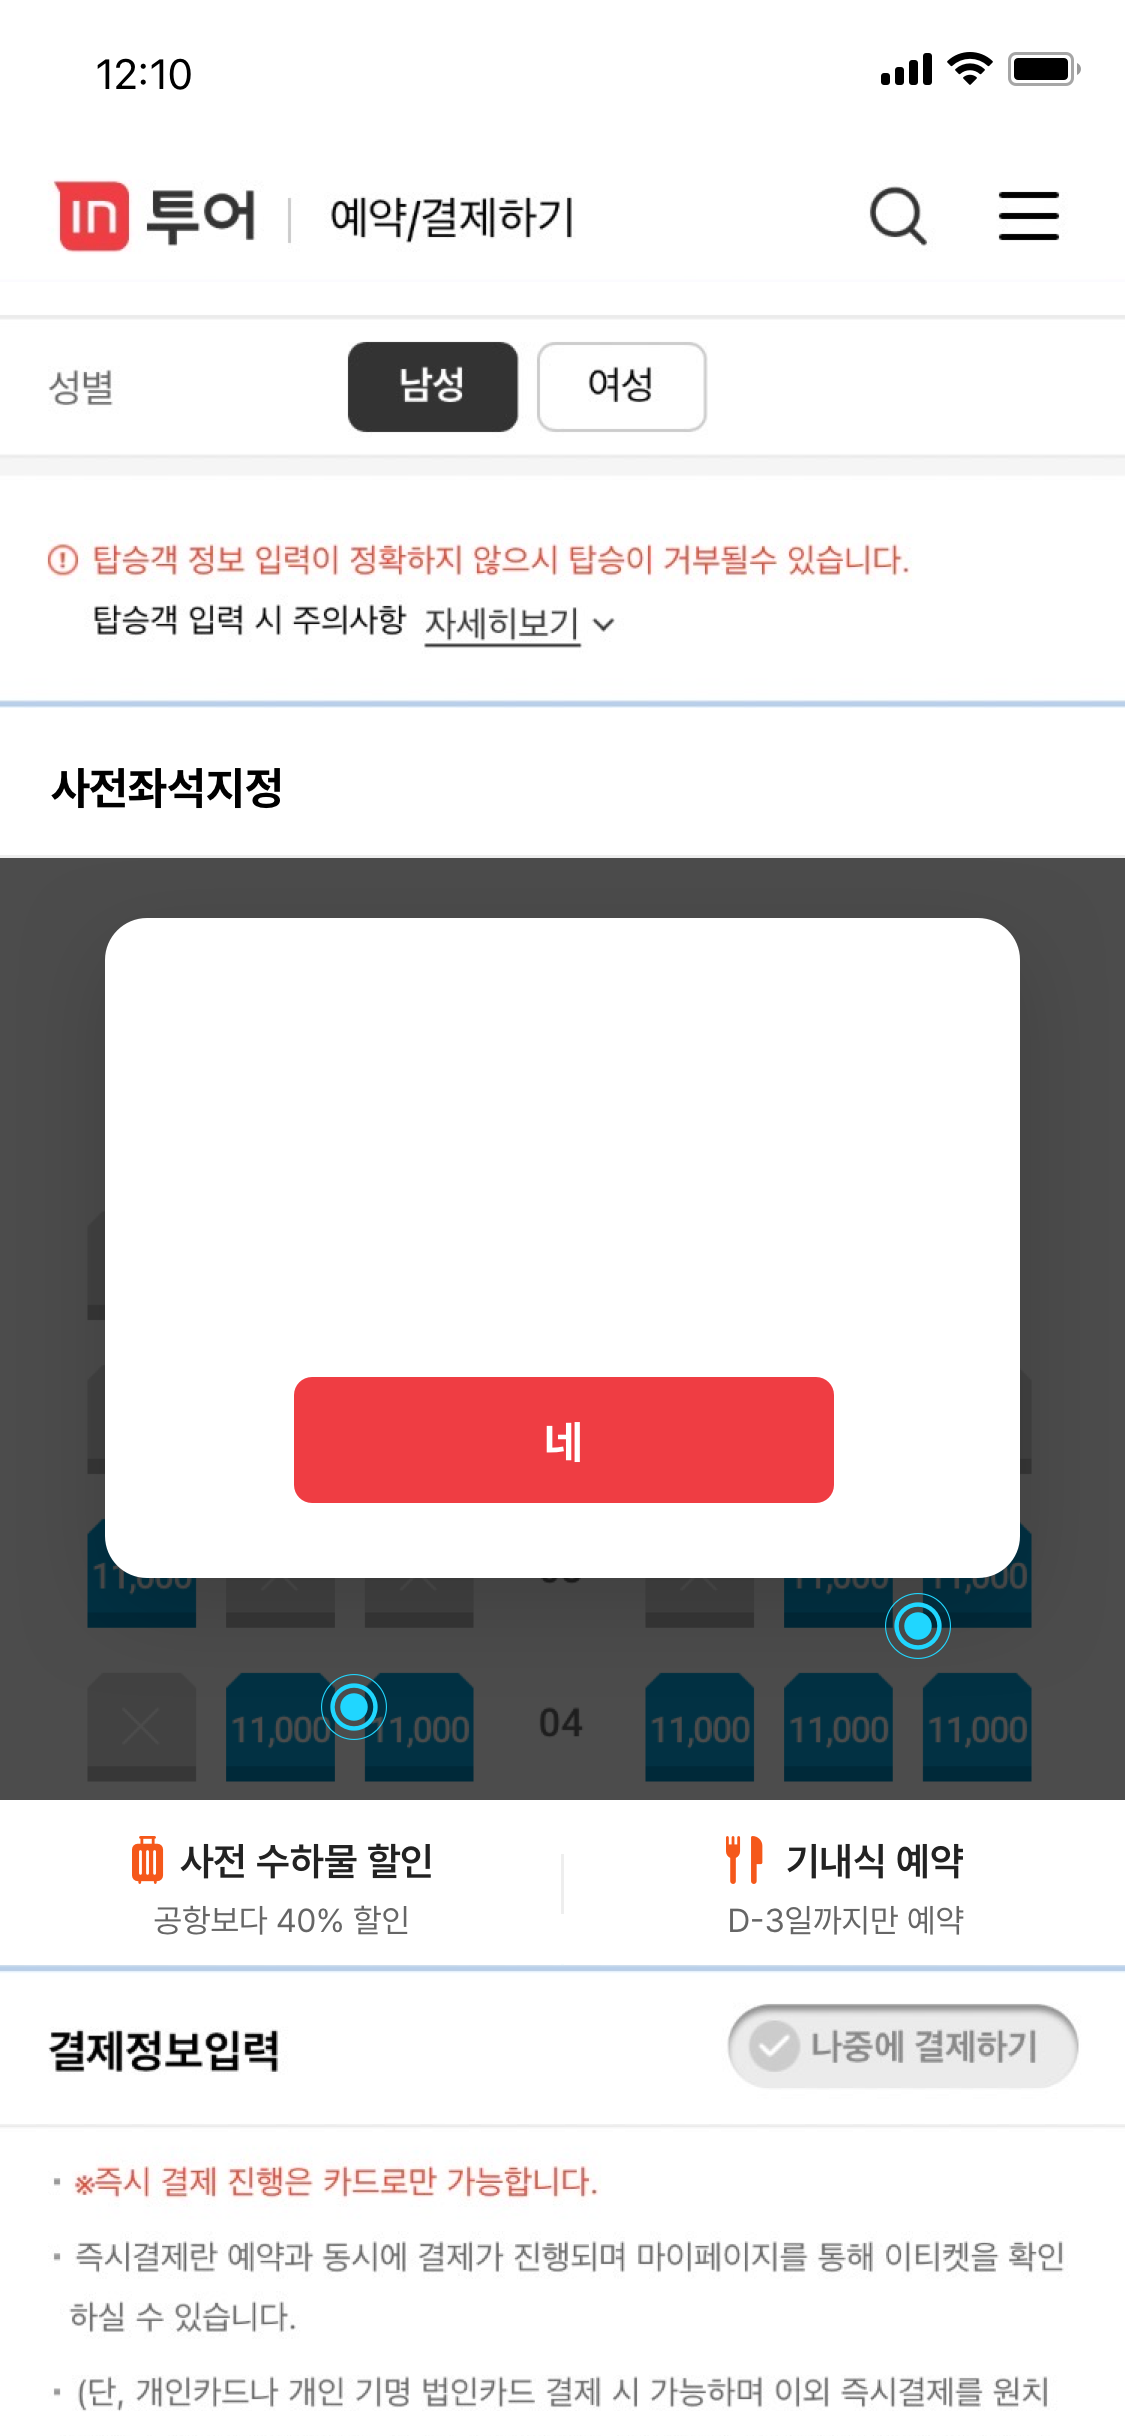 12:10
in 투어 예약/결제하기
성별 남성 여성
탑승객 정보 입력이 정확하지 않으시 탑승이 거부될수 있습니다.
탑승객 입력 시 주의사항 자세히보기
사전좌석지정
네
11,000 11,000 11,000
11,000 11,000 04 11,000 11,000 11,000
사전 수하물 할인 기내식 예약
공항보다 40% 할인 D-3일까지만 예약
결제정보입력 나중에 결제하기
※즉시 결제 진행은 카드로만 가능합니다.
즉시결제란 예약과 동시에 결제가 진행되며 마이페이지를 통해 이티켓을 확인
하실 수 있습니다.
(단, 개인카드나 개인 기명 법인카드 결제 시 가능하며 이외 즉시결제를 원치